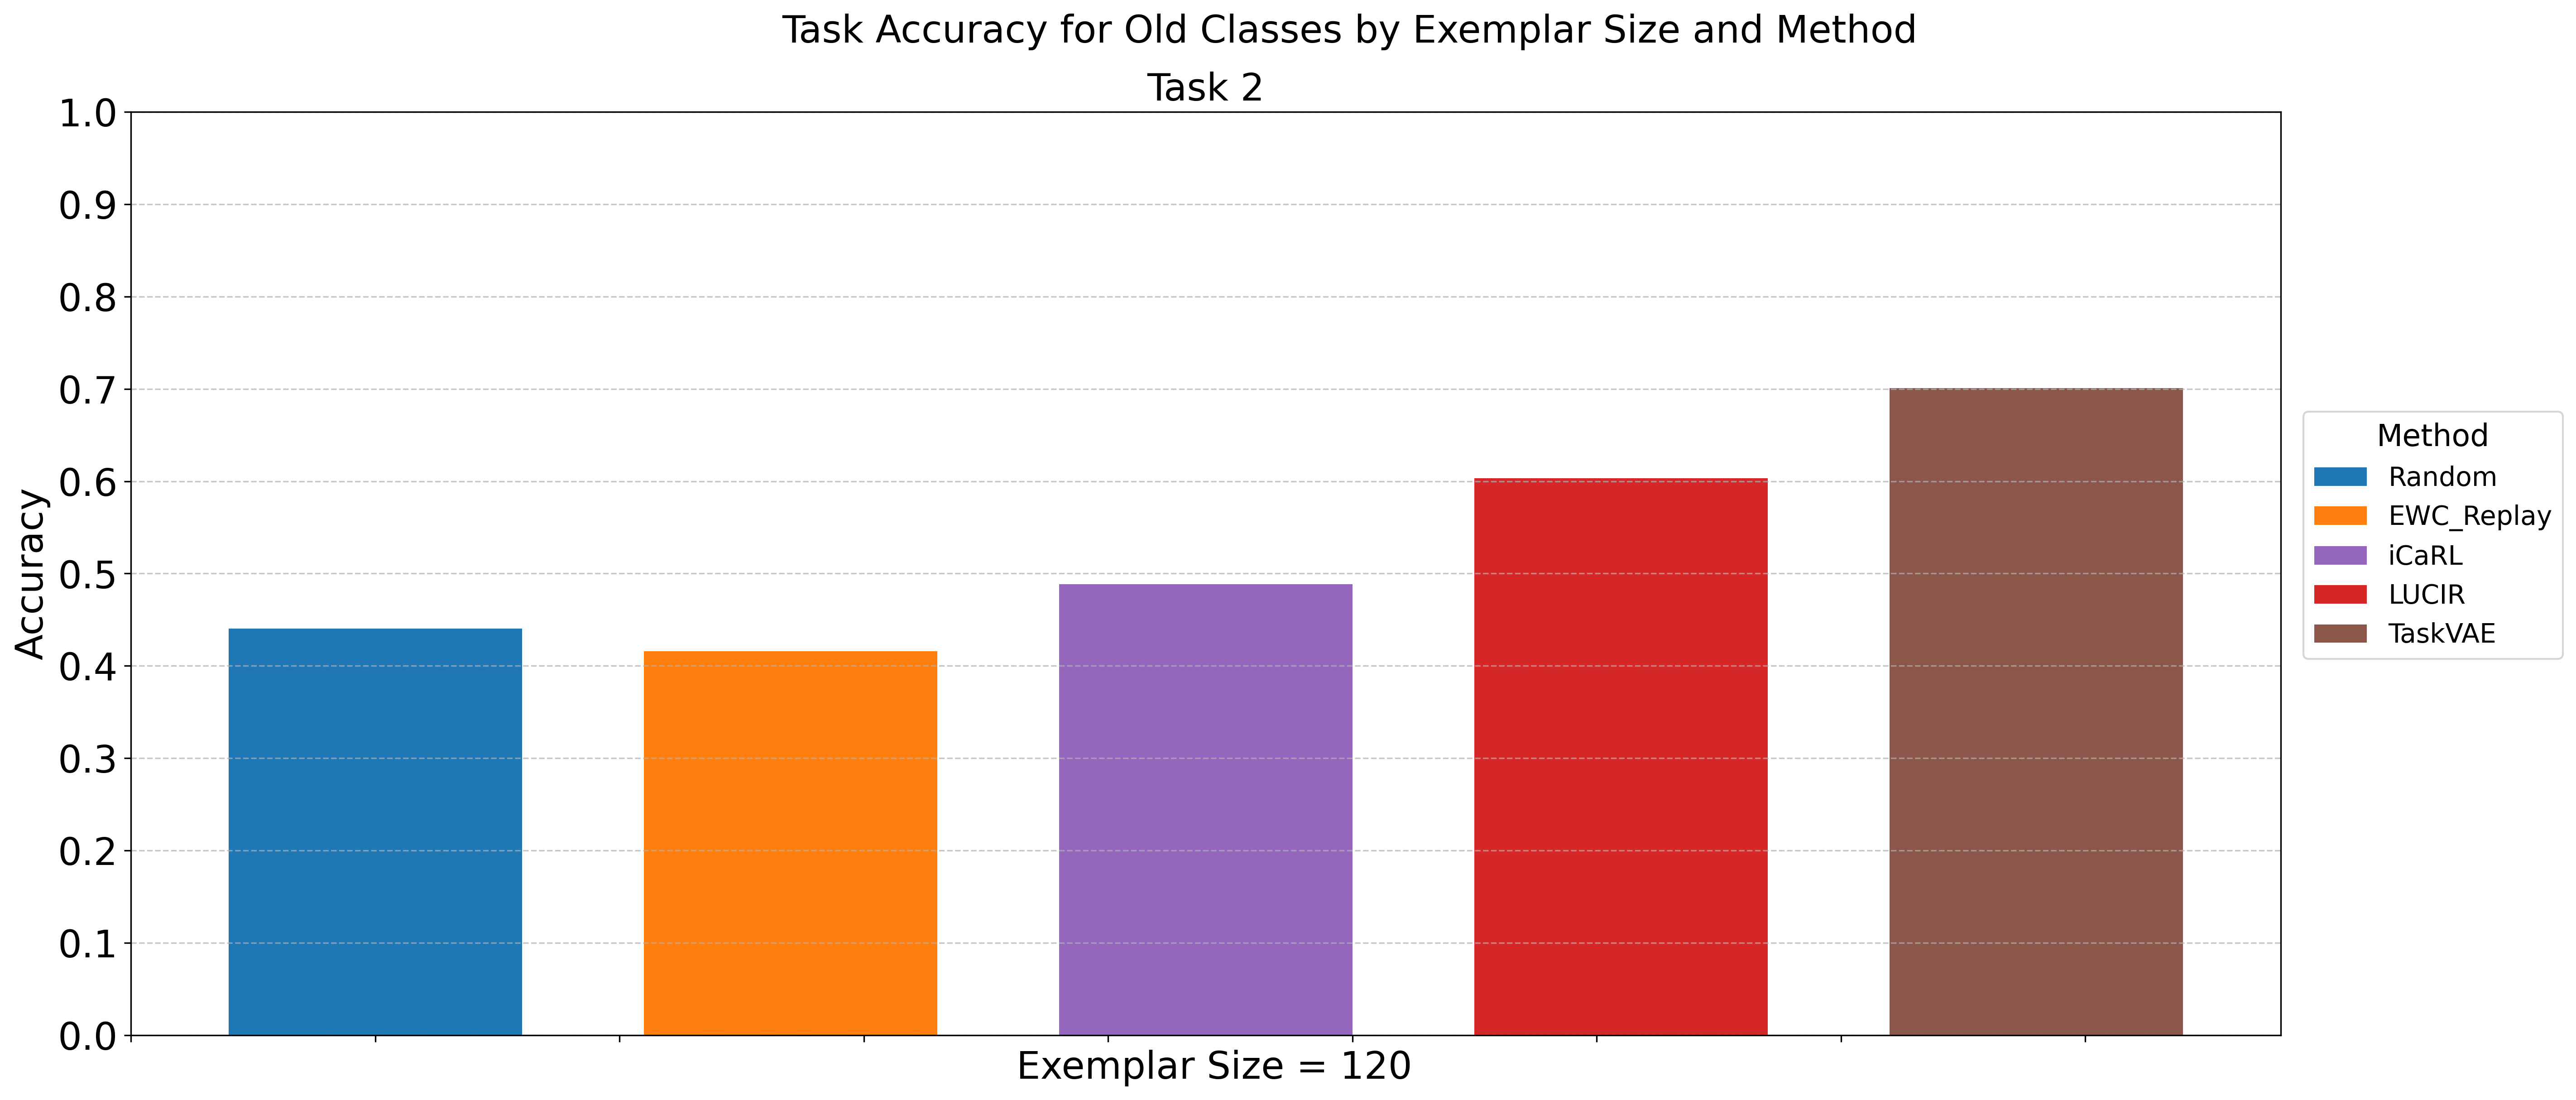 Task Accuracy for Old Classes by Exemplar Size and Method
Task 2
1.0
0.9
0.8
0.7
0.6
0.5
0.4
0.3
0.2
0.1
0.0
Accuracy
Exemplar Size = 120
Method
Random
EWC_Replay
iCaRL
LUCIR
TaskVAE